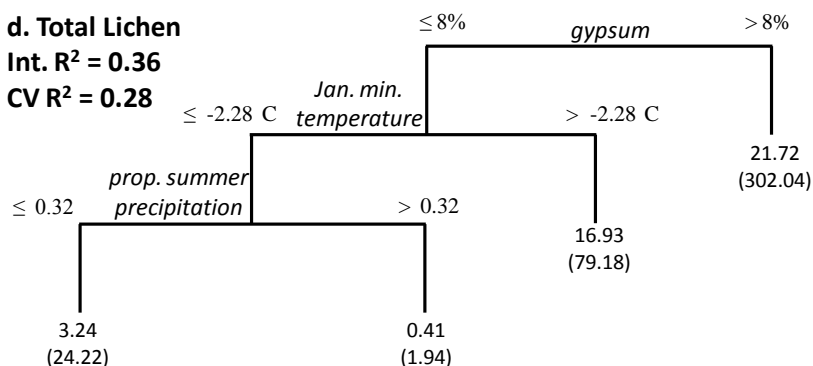 d. Total Lichen
Int. R² = 0.36
CV R² = 0.28
≤8%
gypsum
>8%
≤ -2.28 C
Jan. min.
temperature
> -2.28 C
21.72
(302.04)
≤ 0.32
prop. summer
precipitation
> 0.32
16.93
(79.18)
3.24
(24.22)
0.41
(1.94)